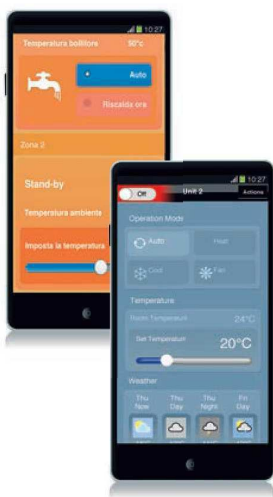 10:27
Temperatura bollitore 50°c
Auto
Riscalda ora
Zona 2
Stand-by
Temperatura ambiente
Imposta la temperatura
10:27
Off Unit 2 Actions
Operation Mode
Auto Heat
Cool Fan
Temperature
Room Temperature 24°C
Set Temperature 20°C
Weather
Thu Thu Thu Fri
Now Day Night Day